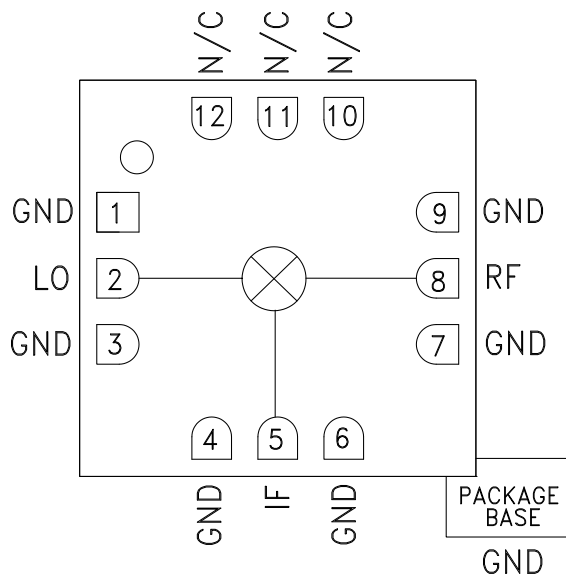 N/C N/C N/C
12 11 10
GND 1 9 GND
LO 2 8 RF
GND 3 7 GND
4 5 6
GND IF GND
PACKAGE
BASE
GND